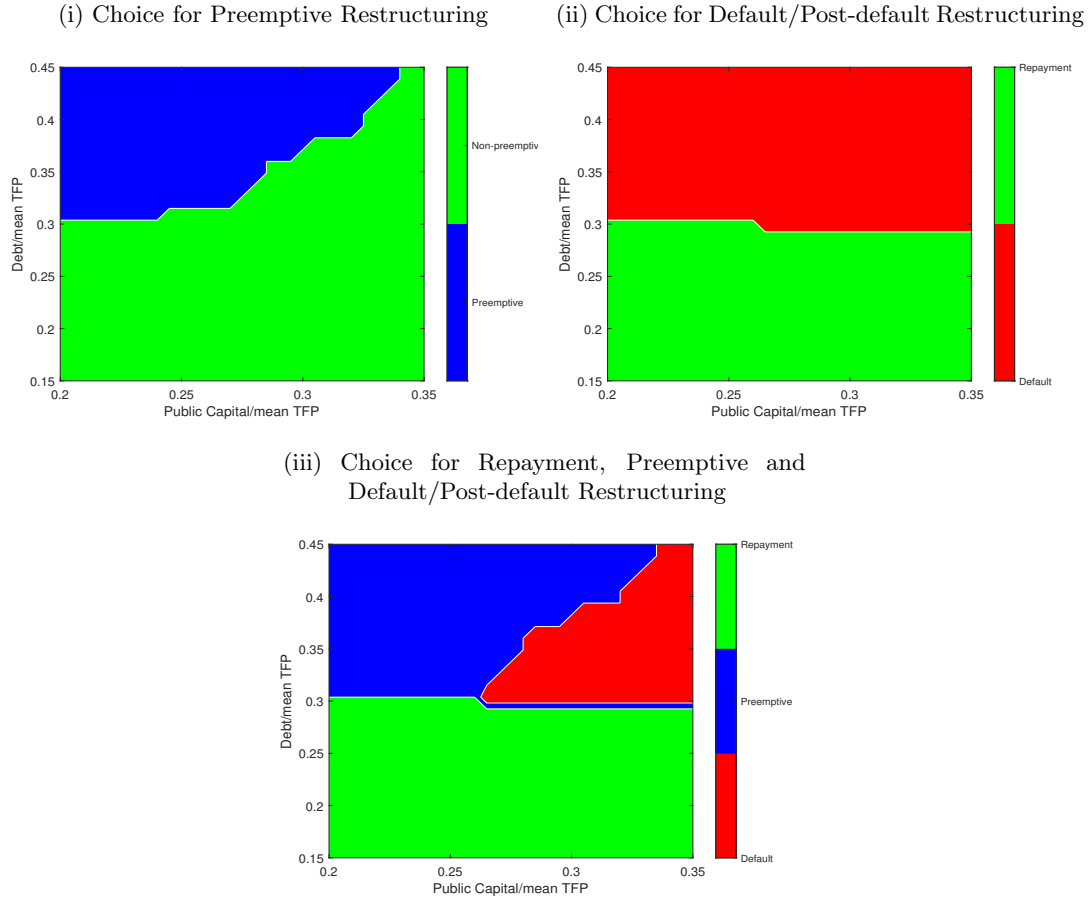 (i) Choice for Preemptive Restructuring
0.45
0.4
0.35
0.3
0.25
0.2
0.15
Debt/mean TFP
0.2
0.25
0.3
0.35
Public Capital/mean TFP
Non-preemptiv
Preemptive
(ii) Choice for Default/Post-default Restructuring
0.45
0.4
0.35
0.3
0.25
0.2
0.15
Debt/mean TFP
0.2
0.25
0.3
0.35
Public Capital/mean TFP
Repayment
Default
(iii) Choice for Repayment, Preemptive and
Default/Post-default Restructuring
0.45
0.4
0.35
0.3
0.25
0.2
0.15
Debt/mean TFP
0.2
0.25
0.3
0.35
Public Capital/mean TFP
Repayment
Preemptive
Default